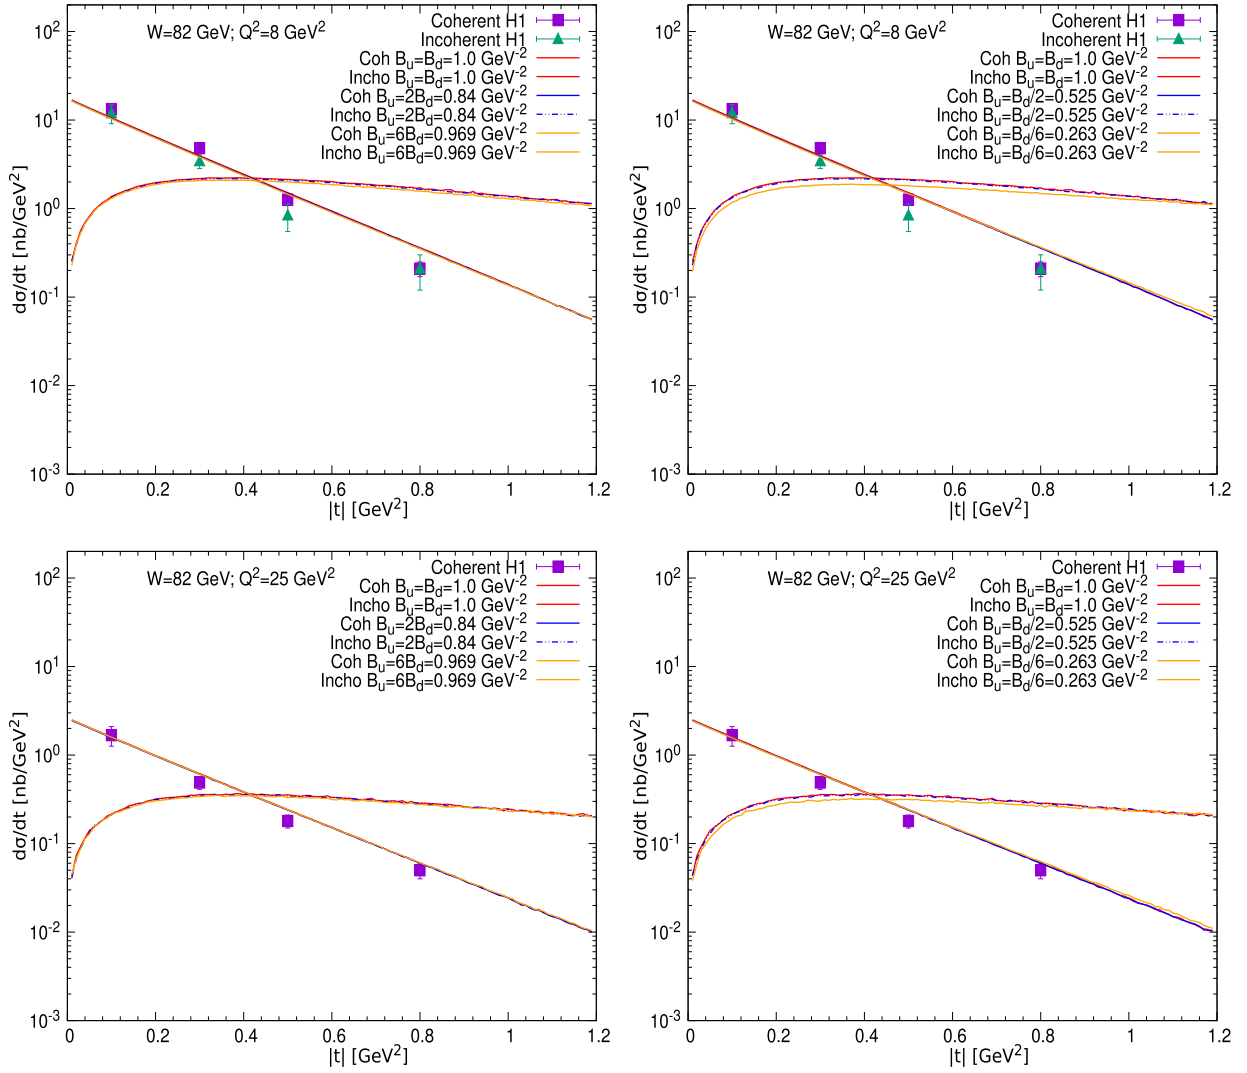 W=82 GeV; Q²=8 GeV²
Coherent H1
Incoherent H1
Coh B_u=B_d=1.0 GeV⁻²
Incho B_u=B_d=1.0 GeV⁻²
Coh B_u=2B_d=0.84 GeV⁻²
Incho B_u=2B_d=0.84 GeV⁻²
Coh B_u=6B_d=0.969 GeV⁻²
Incho B_u=6B_d=0.969 GeV⁻²
dσ/dt [nb/GeV²]
10²
10¹
10⁰
10⁻¹
10⁻²
10⁻³
0 0.2 0.4 0.6 0.8 1 1.2
|t| [GeV²]
W=82 GeV; Q²=8 GeV²
Coherent H1
Incoherent H1
Coh B_u=B_d=1.0 GeV⁻²
Incho B_u=B_d=1.0 GeV⁻²
Coh B_u=B_d/2=0.525 GeV⁻²
Incho B_u=B_d/2=0.525 GeV⁻²
Coh B_u=B_d/6=0.263 GeV⁻²
Incho B_u=B_d/6=0.263 GeV⁻²
dσ/dt [nb/GeV²]
10²
10¹
10⁰
10⁻¹
10⁻²
10⁻³
0 0.2 0.4 0.6 0.8 1 1.2
|t| [GeV²]
W=82 GeV; Q²=25 GeV²
Coherent H1
Coh B_u=B_d=1.0 GeV⁻²
Incho B_u=B_d=1.0 GeV⁻²
Coh B_u=2B_d=0.84 GeV⁻²
Incho B_u=2B_d=0.84 GeV⁻²
Coh B_u=6B_d=0.969 GeV⁻²
Incho B_u=6B_d=0.969 GeV⁻²
dσ/dt [nb/GeV²]
10²
10¹
10⁰
10⁻¹
10⁻²
10⁻³
0 0.2 0.4 0.6 0.8 1 1.2
|t| [GeV²]
W=82 GeV; Q²=25 GeV²
Coherent H1
Coh B_u=B_d=1.0 GeV⁻²
Incho B_u=B_d=1.0 GeV⁻²
Coh B_u=B_d/2=0.525 GeV⁻²
Incho B_u=B_d/2=0.525 GeV⁻²
Coh B_u=B_d/6=0.263 GeV⁻²
Incho B_u=B_d/6=0.263 GeV⁻²
dσ/dt [nb/GeV²]
10²
10¹
10⁰
10⁻¹
10⁻²
10⁻³
0 0.2 0.4 0.6 0.8 1 1.2
|t| [GeV²]